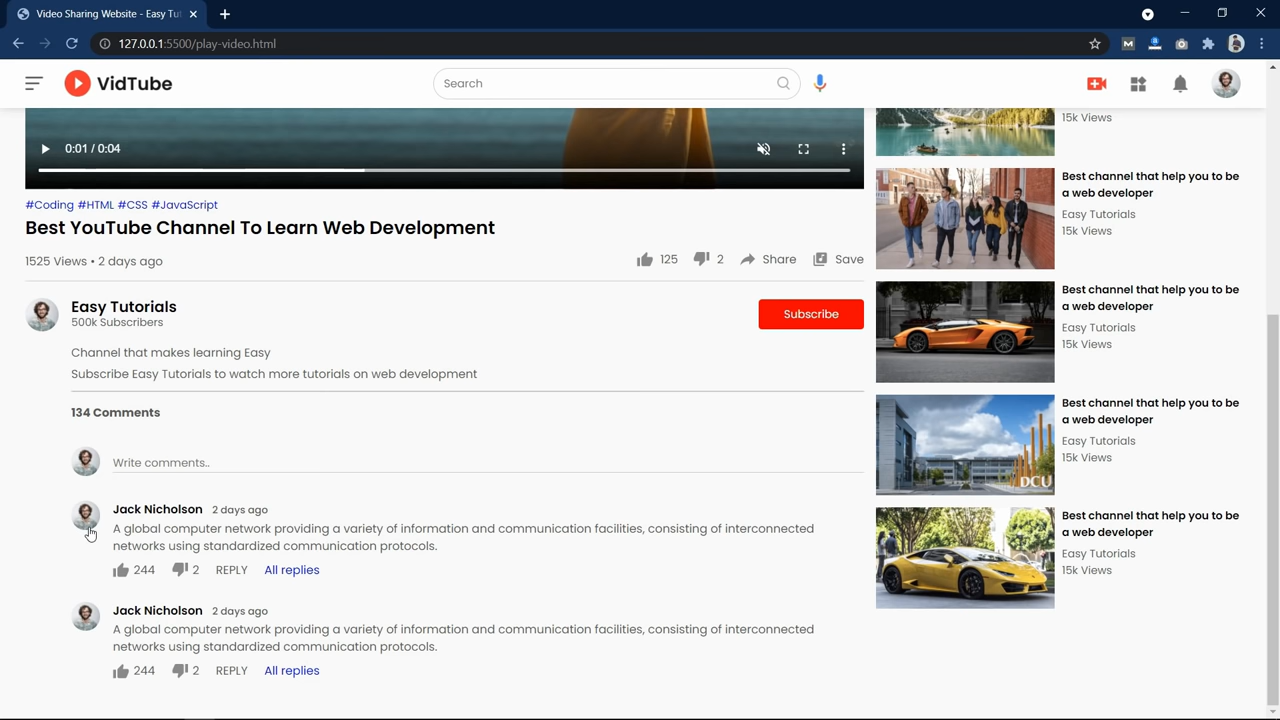 Video Sharing Website - Easy Tut
127.0.0.1:5500/play-video.html
VidTube
Search
0:01 / 0:04
#Coding #HTML #CSS #JavaScript
Best YouTube Channel To Learn Web Development
1525 Views • 2 days ago
125
2
Share
Save
Easy Tutorials
500k Subscribers
Subscribe
Channel that makes learning Easy
Subscribe Easy Tutorials to watch more tutorials on web development
134 Comments
Write comments..
Jack Nicholson 2 days ago
A global computer network providing a variety of information and communication facilities, consisting of interconnected
networks using standardized communication protocols.
244 2 REPLY All replies
Jack Nicholson 2 days ago
A global computer network providing a variety of information and communication facilities, consisting of interconnected
networks using standardized communication protocols.
244 2 REPLY All replies
15k Views
Best channel that help you to be
a web developer
Easy Tutorials
15k Views
Best channel that help you to be
a web developer
Easy Tutorials
15k Views
DCU
Best channel that help you to be
a web developer
Easy Tutorials
15k Views
Best channel that help you to be
a web developer
Easy Tutorials
15k Views